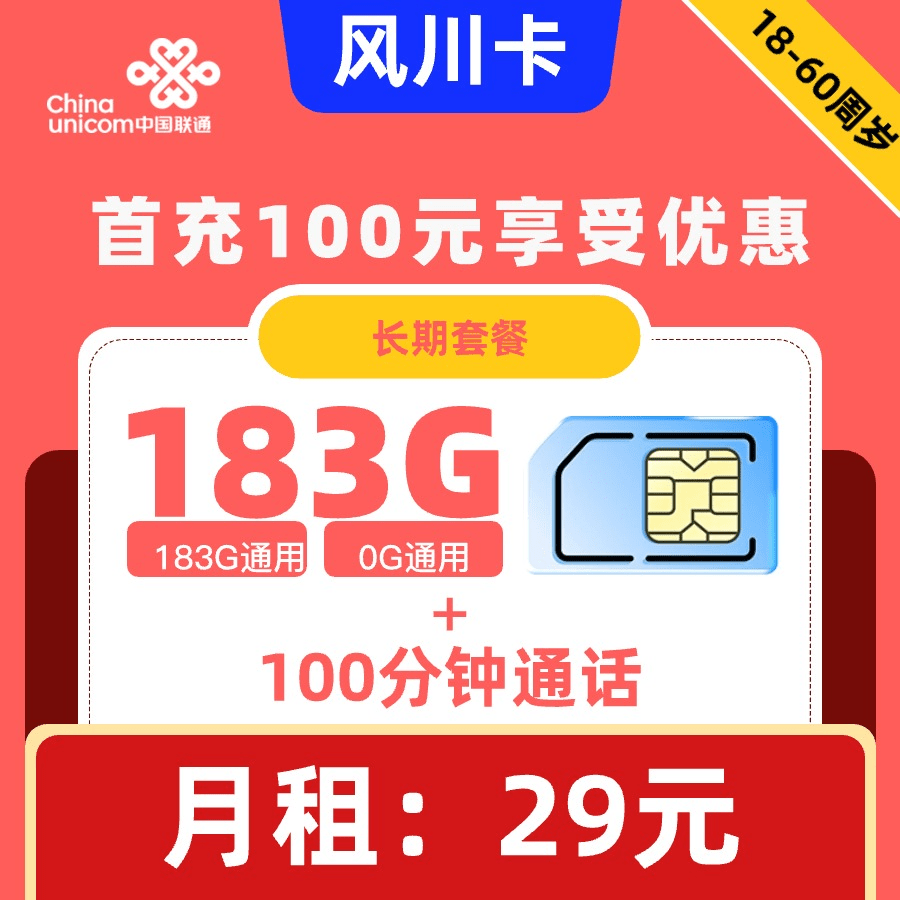 风川卡
18-60周岁
China
unicom中国联通
首充100元享受优惠
长期套餐
183G
183G通用
0G通用
+
100分钟通话
月租：29元